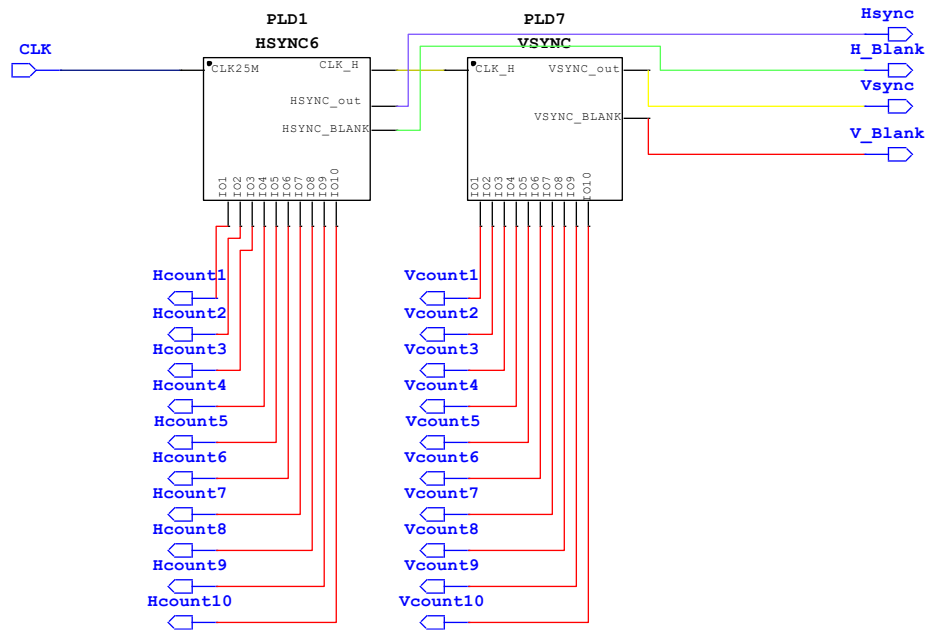 PLD1
HSYNC6
PLD7
VSYNC
Hsync
H_Blank
Vsync
V_Blank
CLK
CLK25M
CLK_H
HSYNC_out
HSYNC_BLANK
IO1
IO2
IO3
IO4
IO5
IO6
IO7
IO8
IO9
IO10
CLK_H
VSYNC_out
VSYNC_BLANK
IO1
IO2
IO3
IO4
IO5
IO6
IO7
IO8
IO9
IO10
Hcount1
Hcount2
Hcount3
Hcount4
Hcount5
Hcount6
Hcount7
Hcount8
Hcount9
Hcount10
Vcount1
Vcount2
Vcount3
Vcount4
Vcount5
Vcount6
Vcount7
Vcount8
Vcount9
Vcount10